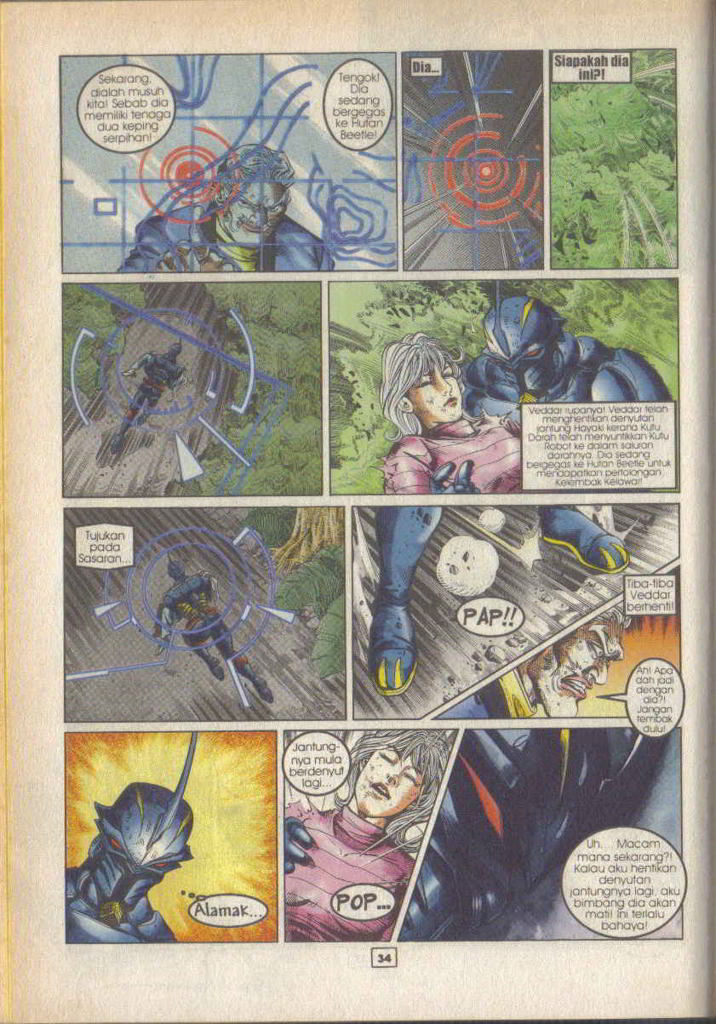 Sekarang,
dialah musuh
kita! Sebab dia
memiliki tenaga
dua keping
serpihan!
Tengok!
Dia
sedang
bergegas
ke Hutan
Beetle!
Dia...
Siapakah dia
ini?!
Veddar rupanya! Veddar telah
menghentikan denyutan
jantung Hayaki kerana Kutu
Darah telah menyuntikkan Kutu
Robot ke dalam saluran
darahnya. Dia sedang
bergegas ke Hutan Beetle untuk
mendapatkan pertolongan
Kelembak Kelawar!
Tujukan
pada
Sasaran...
PAP!!
Tiba-tiba
Veddar
berhenti!
Ah! Apa
dah jadi
dengan
dia?!
Jangan
tembak
dulu!
Alamak...
Jantung-
nya mula
berdenyut
lagi...
POP...
Uh... Macam
mana sekarang?!
Kalau aku hentikan
denyutan
jantungnya lagi, aku
bimbang dia akan
mati! Ini terlalu
bahaya!
34